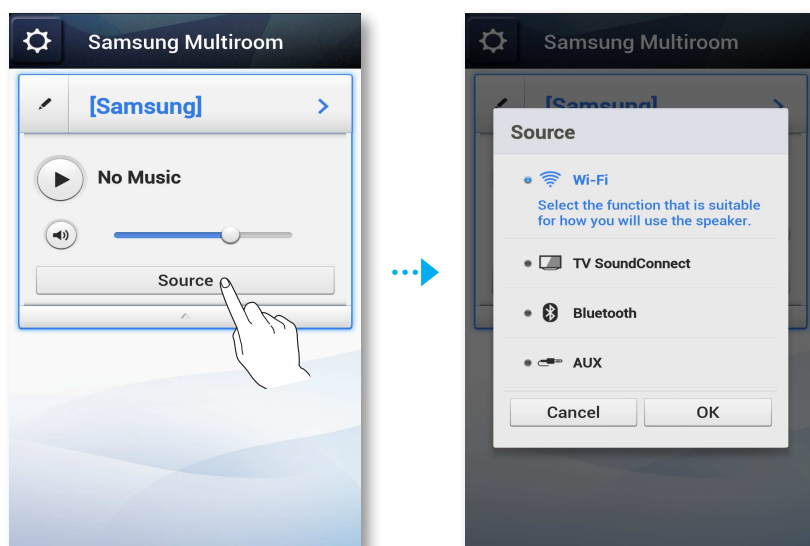 Samsung Multiroom
[Samsung]
No Music
Source
Samsung Multiroom
[Samsung]
Source
Wi-Fi
Select the function that is suitable
for how you will use the speaker.
TV SoundConnect
Bluetooth
AUX
Cancel
OK